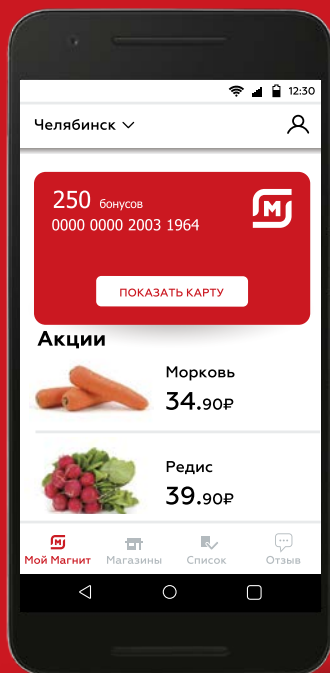 12:30
Челябинск
250 бонусов
0000 0000 2003 1964
М
ПОКАЗАТЬ КАРТУ
Акции
Морковь
34.90₽
Редис
39.90₽
М
Мой Магнит Магазины Список Отзыв